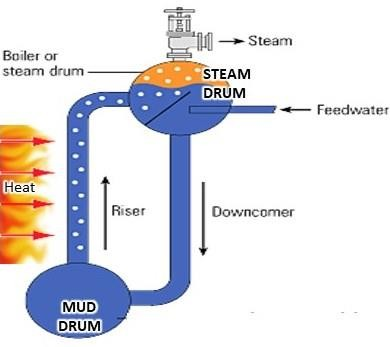 Steam
Boiler or
steam drum
STEAM
DRUM
Feedwater
Heat
Riser
Downcomer
MUD
DRUM